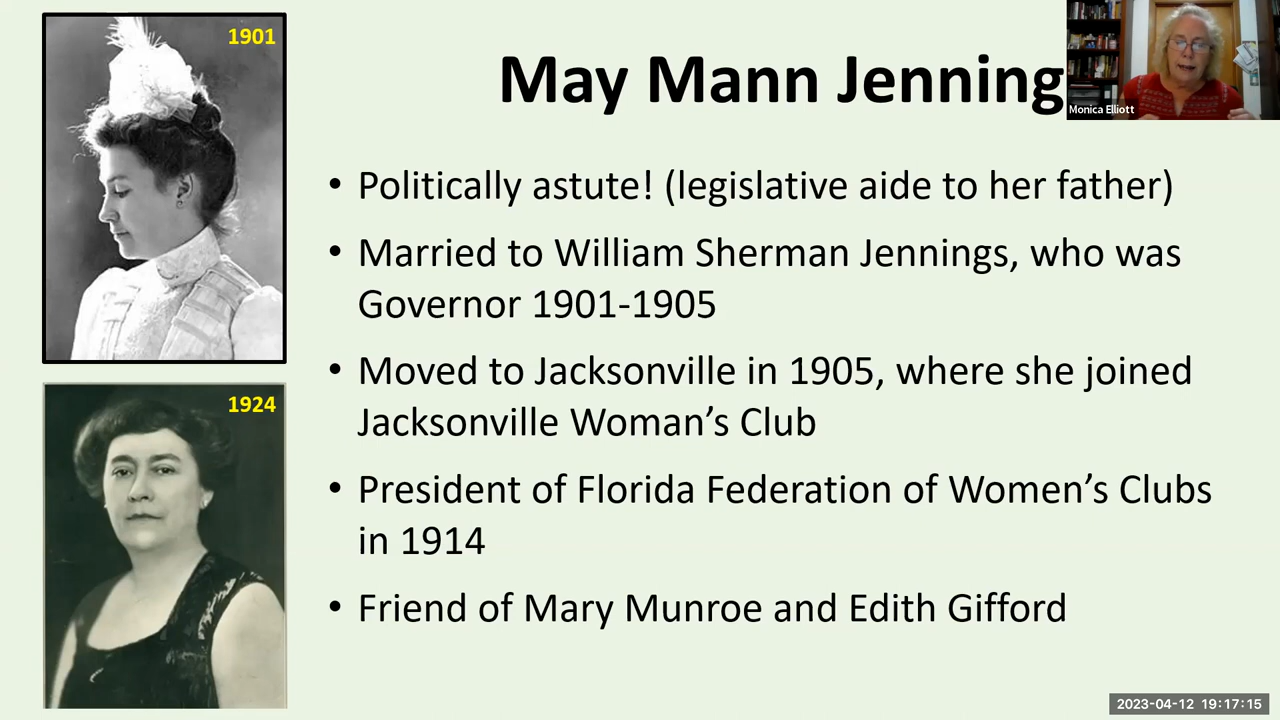 1901
May Mann Jenning
Monica Elliott
• Politically astute! (legislative aide to her father)
• Married to William Sherman Jennings, who was
Governor 1901-1905
• Moved to Jacksonville in 1905, where she joined
Jacksonville Woman’s Club
1924
• President of Florida Federation of Women’s Clubs
in 1914
• Friend of Mary Munroe and Edith Gifford
2023-04-12 19:17:15